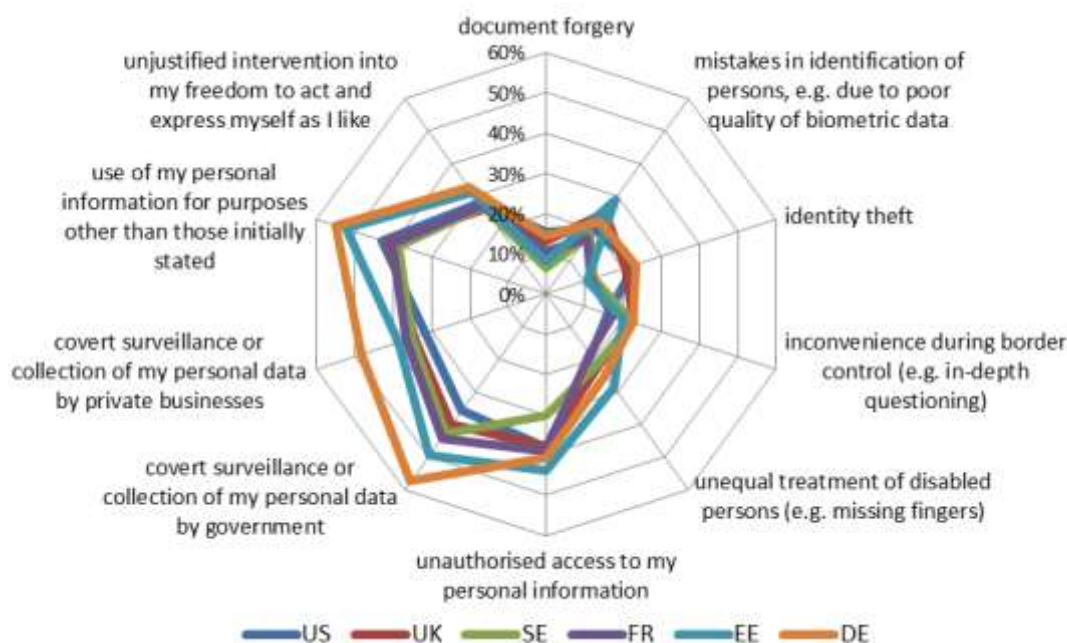 document forgery
60%
50%
40%
30%
20%
10%
0%
mistakes in identification of
persons, e.g. due to poor
quality of biometric data
identity theft
inconvenience during border
control (e.g. in-depth
questioning)
unequal treatment of disabled
persons (e.g. missing fingers)
unauthorised access to my
personal information
covert surveillance or
collection of my personal data
by government
covert surveillance or
collection of my personal data
by private businesses
use of my personal
information for purposes
other than those initially
stated
unjustified intervention into
my freedom to act and
express myself as I like
US UK SE FR EE DE